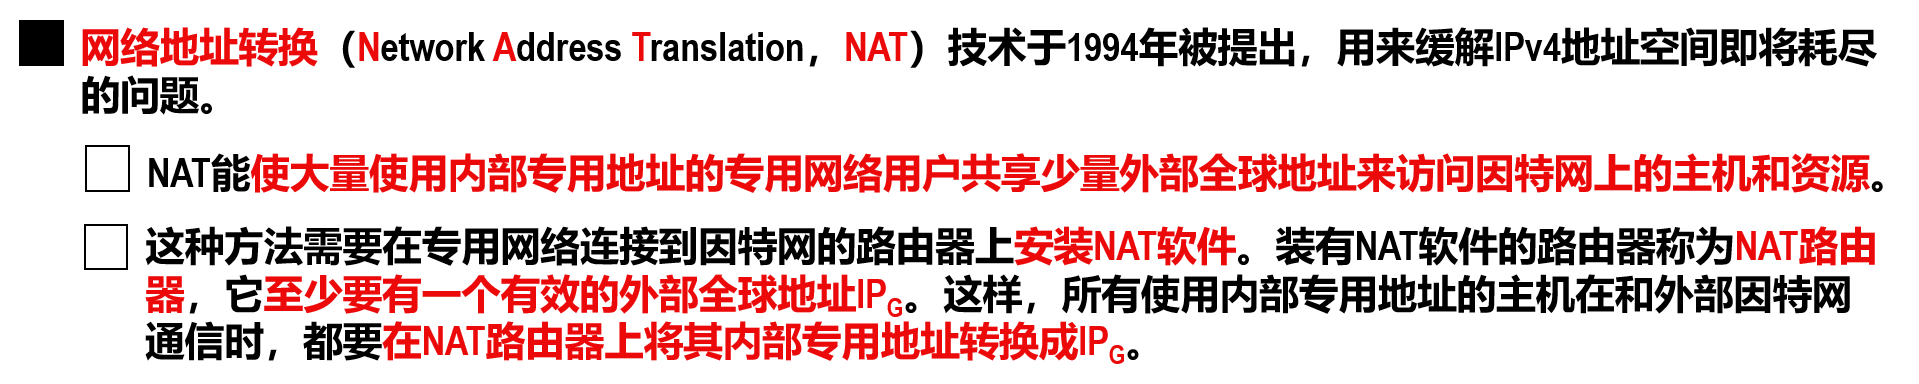 网络地址转换（Network Address Translation，NAT）技术于1994年被提出，用来缓解IPv4地址空间即将耗尽
的问题。
NAT能使大量使用内部专用地址的专用网络用户共享少量外部全球地址来访问因特网上的主机和资源。
这种方法需要在专用网络连接到因特网的路由器上安装NAT软件。装有NAT软件的路由器称为NAT路由
器，它至少要有一个有效的外部全球地址IPG。这样，所有使用内部专用地址的主机在和外部因特网
通信时，都要在NAT路由器上将其内部专用地址转换成IPG。